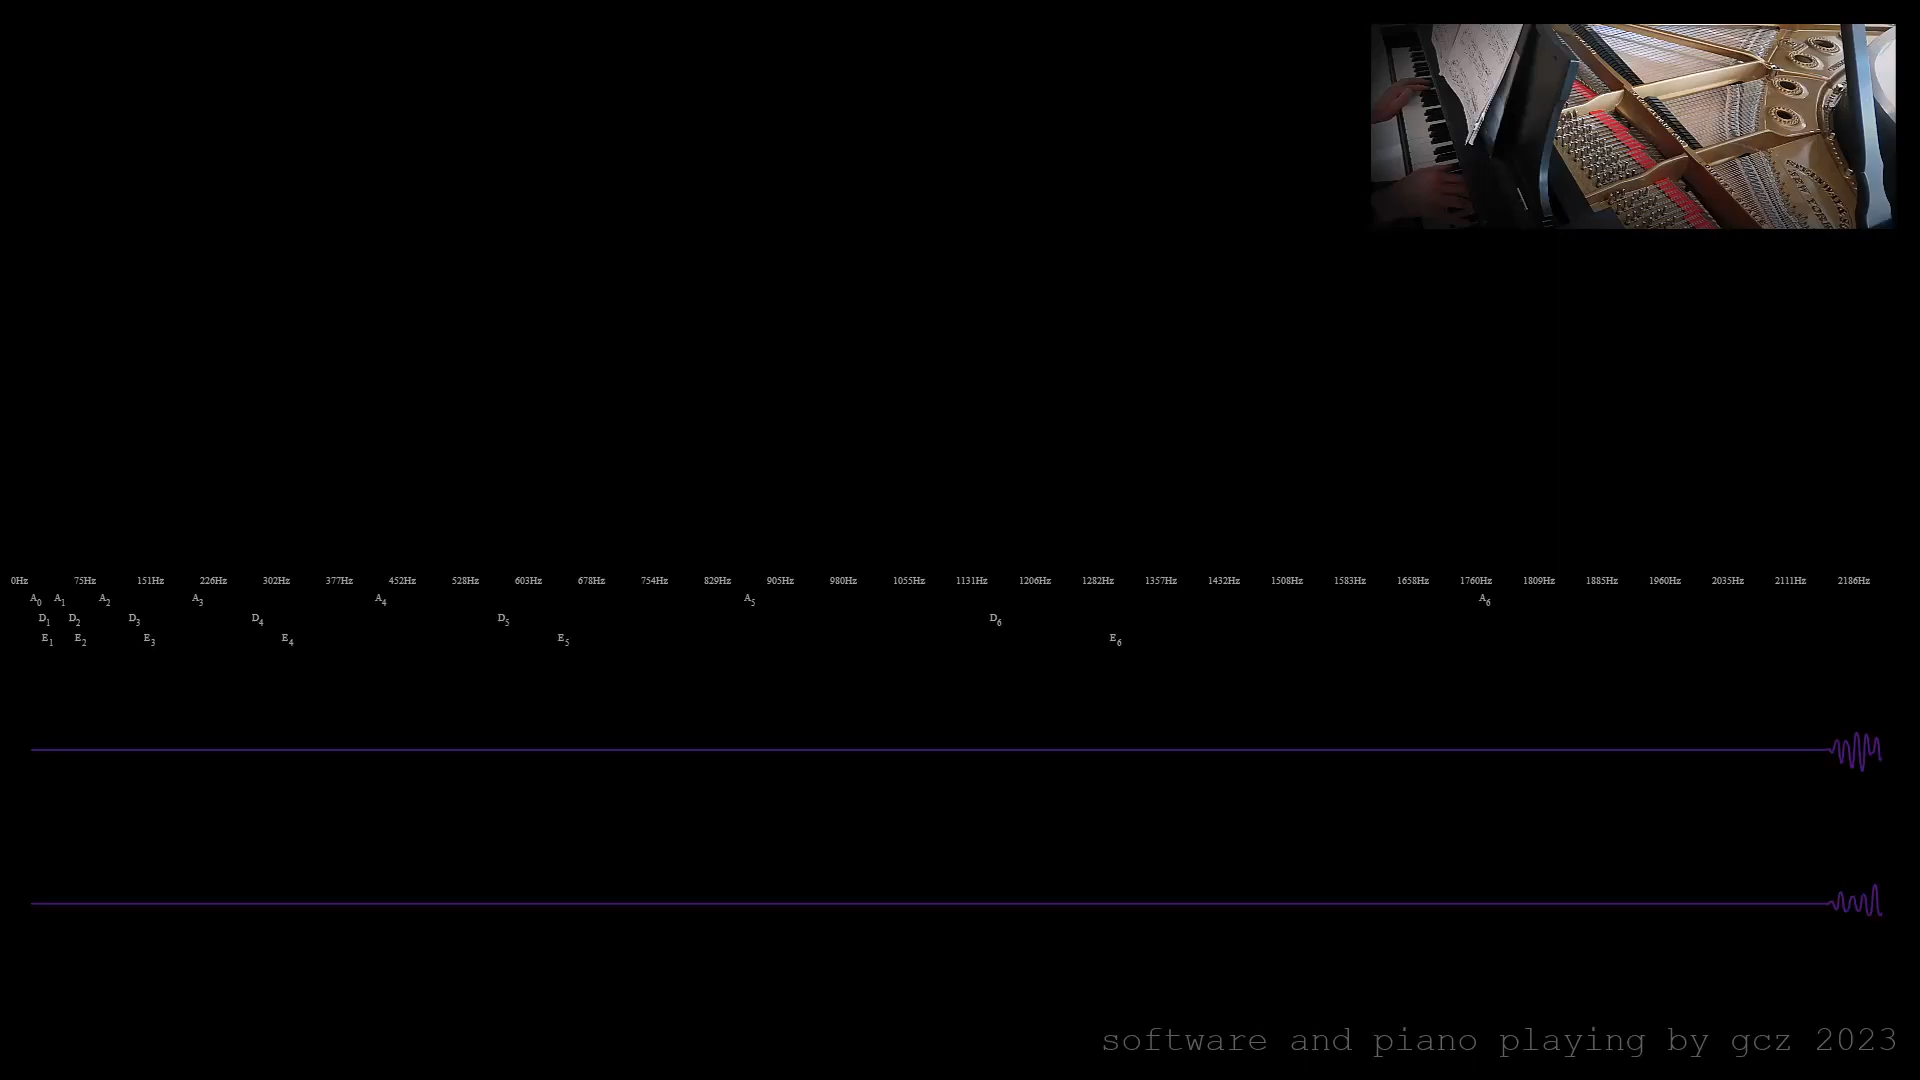 NEW YORK
0Hz 75Hz 151Hz 226Hz 302Hz 377Hz 452Hz 528Hz 603Hz 678Hz 754Hz 829Hz 905Hz 980Hz 1055Hz 1131Hz 1206Hz 1282Hz 1357Hz 1432Hz 1508Hz 1583Hz 1658Hz 1760Hz 1809Hz 1885Hz 1960Hz 2035Hz 2111Hz 2186Hz
A0 A1 A2 A3 A4 A5 A6
D1 D2 D3 D4 D5 D6
E1 E2 E3 E4 E5 E6
software and piano playing by gcz 2023